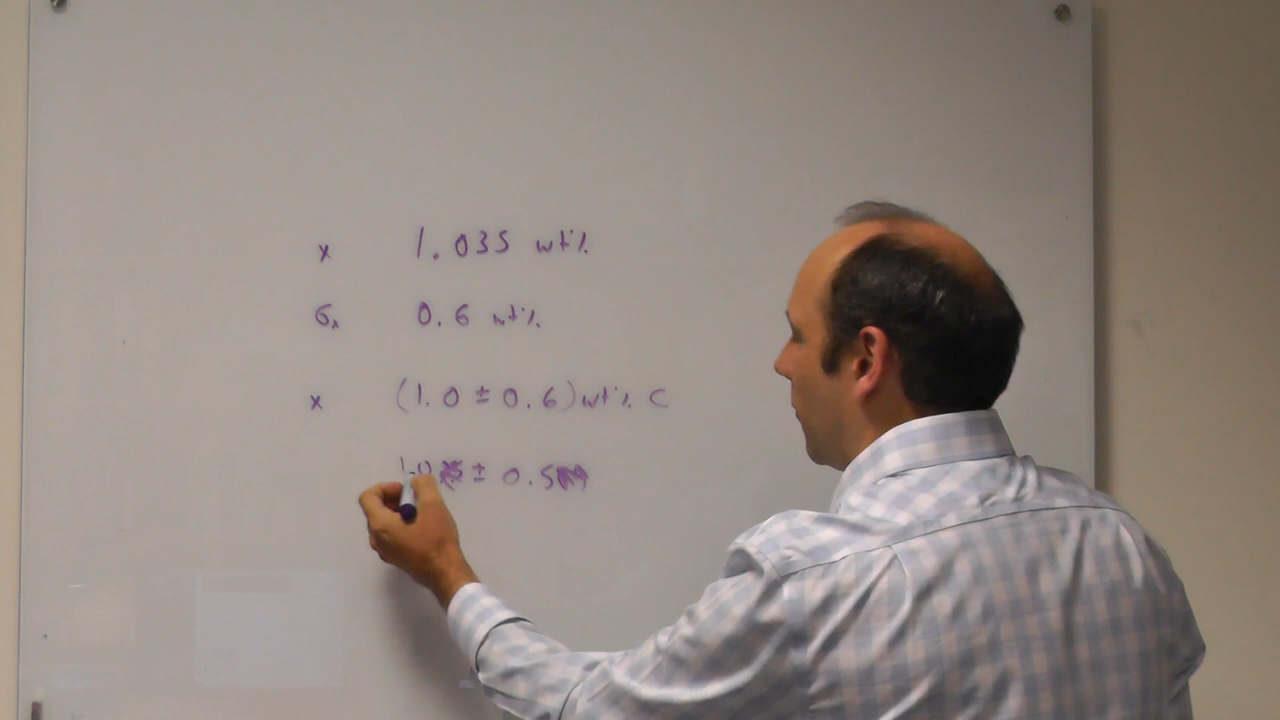 x 1.035 wt%
σₓ 0.6 wt%
x (1.0 ± 0.6) wt% C
1.0 ± 0.5